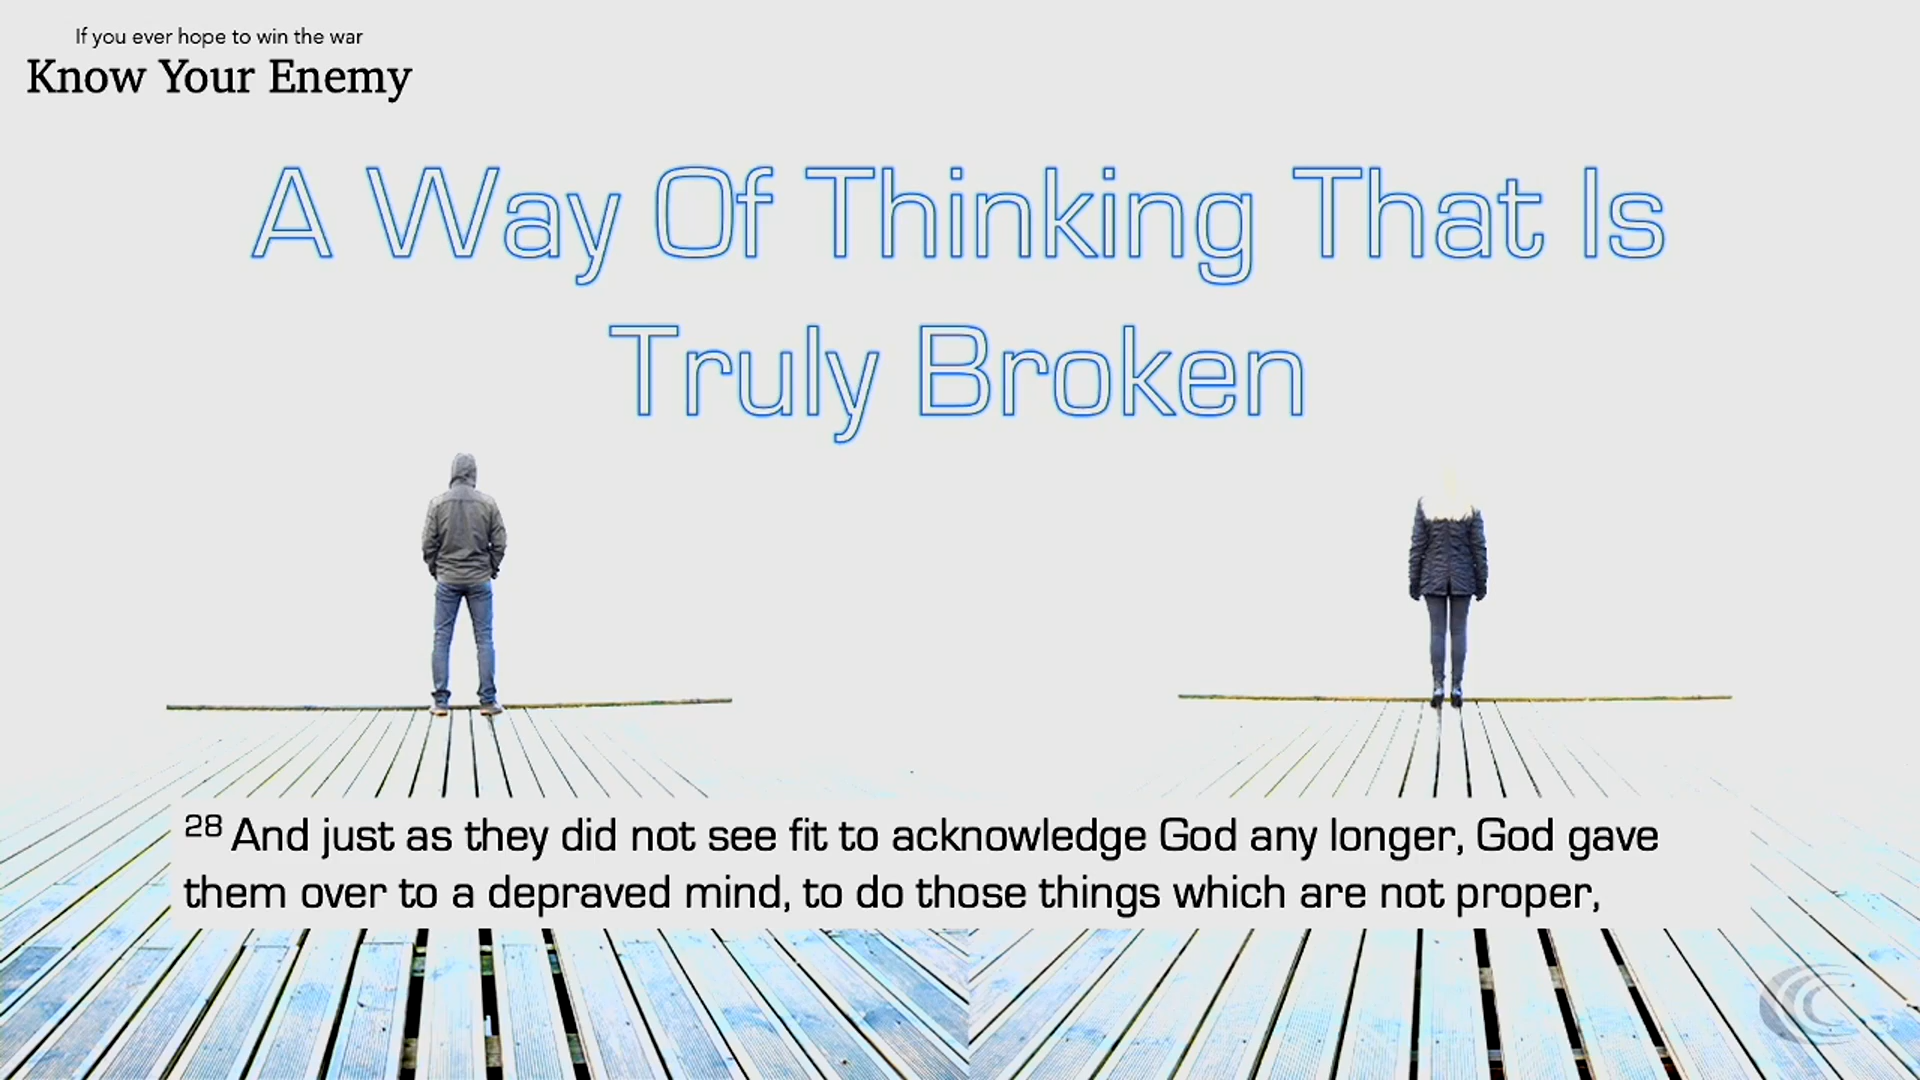 If you ever hope to win the war
Know Your Enemy
A Way Of Thinking That Is
Truly Broken
28 And just as they did not see fit to acknowledge God any longer, God gave
them over to a depraved mind, to do those things which are not proper,